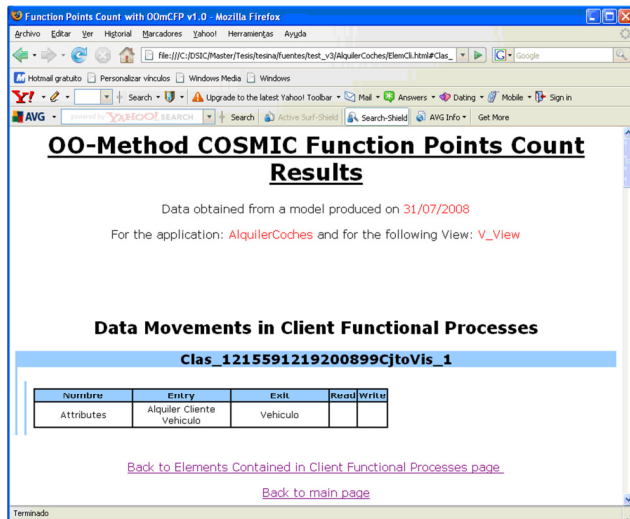 Function Points Count with OOmCFP v1.0 - Mozilla Firefox
Archivo Editar Ver Historial Marcadores Yahoo! Herramientas Ayuda
file:///C:/DSIC/Master/Tesis/tesina/fuentes/test_v3/AlquilerCoches/ElemCli.html#Clas_ Google
Hotmail gratuito Personalizar vínculos Windows Media Windows
Y! Search Upgrade to the latest Yahoo! Toolbar Mail Answers Dating Mobile Sign in
AVG powered by YAHOO! SEARCH Search Active Surf-Shield Search-Shield AVG Info Get More
OO-Method COSMIC Function Points Count
Results
Data obtained from a model produced on 31/07/2008
For the application: AlquilerCoches and for the following View: V_View
Data Movements in Client Functional Processes
Clas_1215591219200899CjtoVis_1
Nombre Entry Exit Read Write
Attributes Alquiler Cliente Vehiculo Vehiculo
Back to Elements Contained in Client Functional Processes page
Back to main page
Terminado